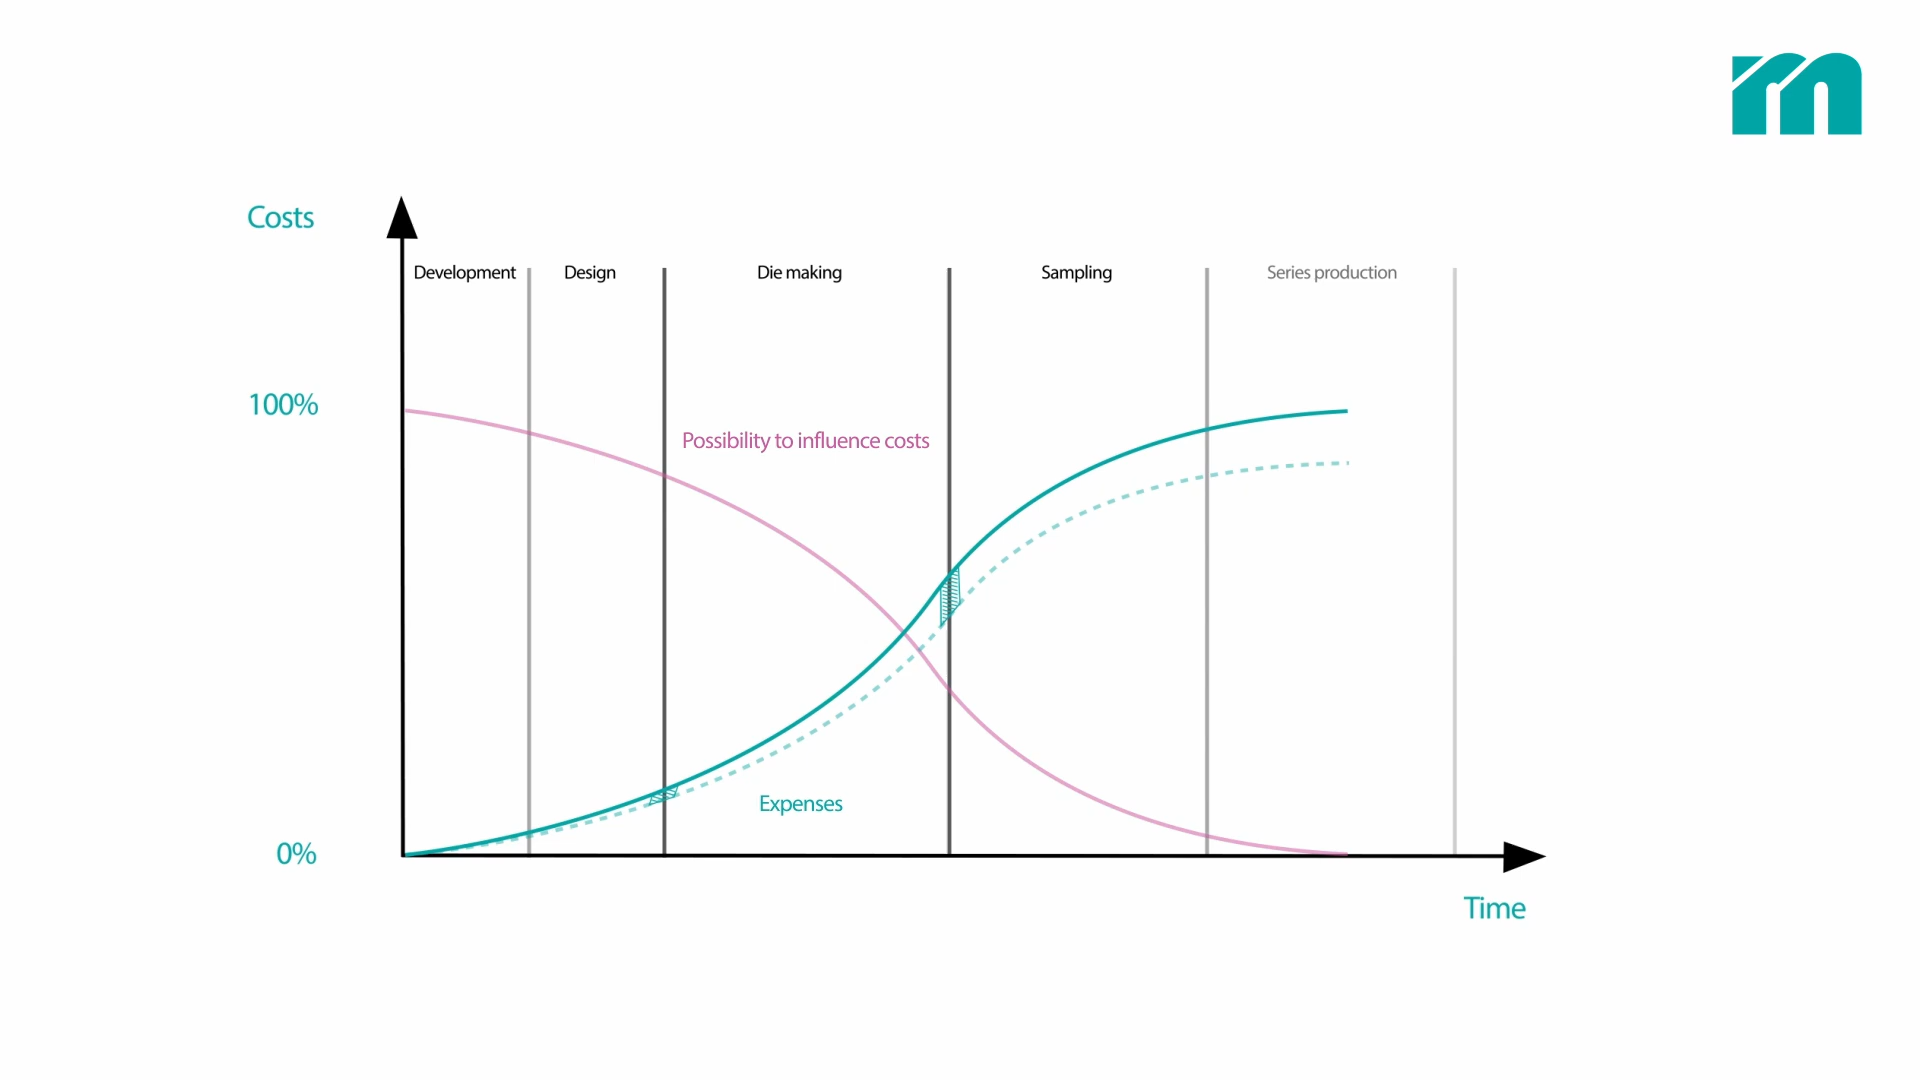 Costs
Development
Design
Die making
Sampling
Series production
100%
Possibility to influence costs
Expenses
0%
Time